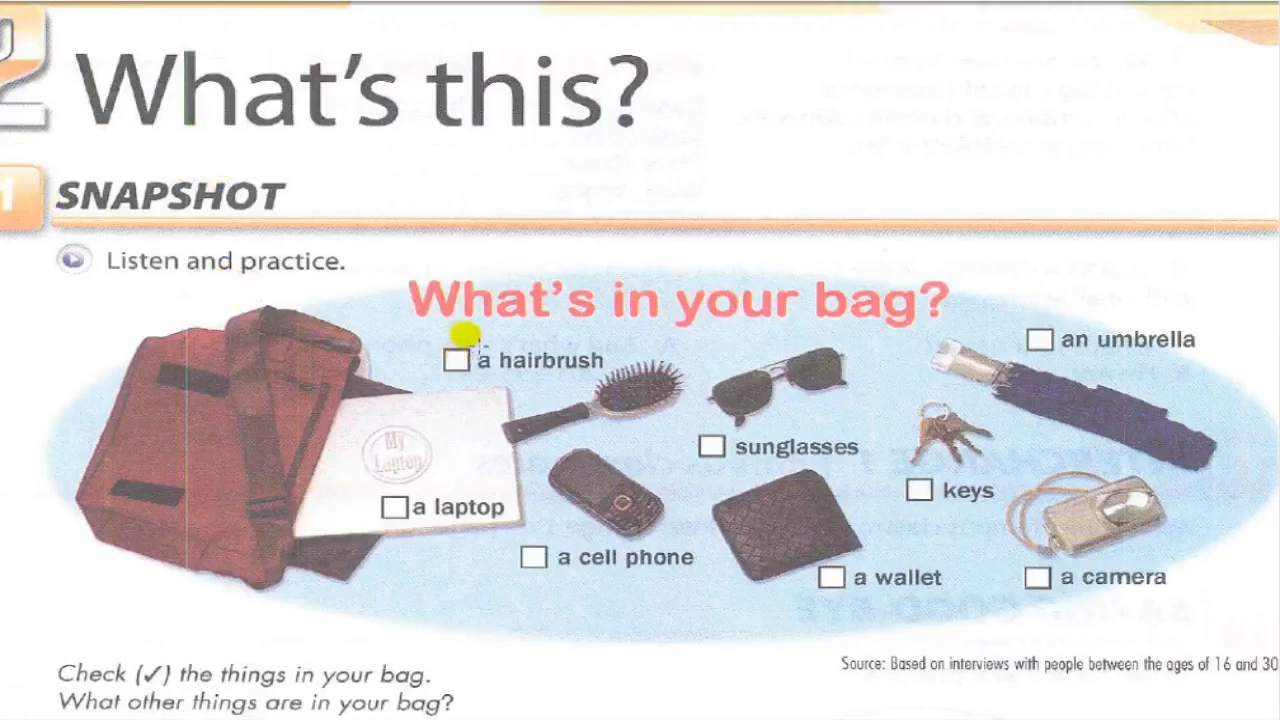 2
What's this?
1
SNAPSHOT
Listen and practice.
What's in your bag?
an umbrella
a hairbrush
sunglasses
keys
My
Laptop
a laptop
a cell phone
a wallet
a camera
Source: Based on interviews with people between the ages of 16 and 30
Check (✓) the things in your bag.
What other things are in your bag?